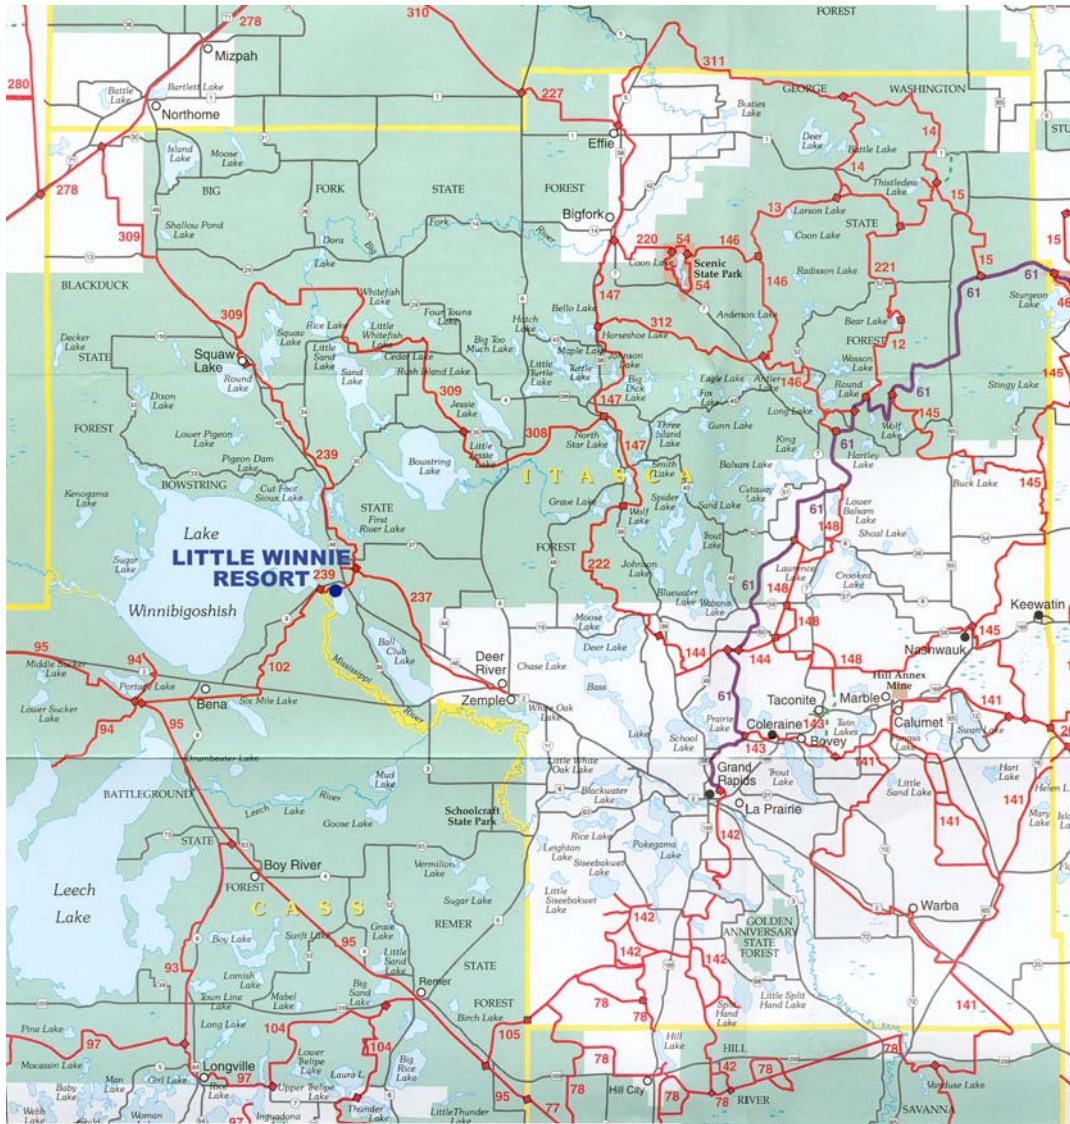 310
278
FOREST
311
Mizpah
280
Battle
Lake
Bartlett Lake
227
GEORGE
WASHINGTON
Northome
Busties
Lake
Effie
14
Deer
Lake
Battle Lake
Island
Lake
Moose
Lake
14
Thistledew
Lake
278
BIG
FORK
STATE
FOREST
13
15
Larson Lake
Bigfork
309
Shallow Pond
Lake
Dora
Lake
Big
Fork
River
STATE
Coon Lake
220
54
146
Coon Lake
Scenic
State Park
54
15
15
61
61
BLACKDUCK
Whitefish
Lake
147
146
Radisson Lake
221
Sturgeon
Lake
46
309
Rice Lake
Four Towns
Lake
Bello Lake
Anderson Lake
Squaw
Lake
Little
Whitefish
Lake
Hatch
Lake
312
Horseshoe Lake
Bear Lake
12
Decker
Lake
Little
Sand
Lake
Big Too
Much Lake
FOREST
STATE
Squaw
Lake
Cedar Lake
Maple Lake
Johnson
Lake
Wasson
Lake
Round
Lake
Sand
Lake
Rush Island Lake
Little
Turtle
Lake
Turtle
Lake
Big
Dick
Lake
Eagle Lake
Antler
Lake
146
Round
Lake
61
145
Stingy Lake
Dixon
Lake
309
Jessie
Lake
147
Fox
Lake
Long Lake
145
FOREST
308
North
Star Lake
Three
Island
Lake
Gunn Lake
61
Wolf
Lake
Lower Pigeon
Lake
239
Little
Jessie
Lake
147
King
Lake
Hartley
Lake
Pigeon Dam
Lake
Bowstring
Lake
ITASCA
Smith
Lake
Balsam Lake
145
BOWSTRING
Cut Foot
Sioux Lake
Buck Lake
Kenogama
Lake
STATE
Grave Lake
Spider
Lake
Sand Lake
Cutaway
Lake
61
Lower
Balsam
Lake
First
River Lake
Wolf
Lake
148
Shoal Lake
Lake
FOREST
Trout
Lake
LITTLE WINNIE
RESORT
Sugar
Lake
222
Johnson
Lake
61
Lawrence
Lake
Crooked
Lake
239
237
Bluewater
Lake
Wabana
Lake
148
Winnibigoshish
Keewatin
Moose
Lake
148
145
Ball
Club
Lake
Deer Lake
Nashwauk
95
94
102
Mississippi
River
Deer
River
Chase Lake
144
144
148
Middle Sucker
Lake
Hill Annex
Mine
Portage Lake
Bena
Six Mile Lake
Zemple
Bass
Lake
61
Taconite
Marble
141
Lower Sucker
Lake
94
95
White Oak
Lake
Prairie
Lake
Coleraine
143
Twin
Lakes
Calumet
Swan Lake
School
Lake
143
Bovey
Drumbeater Lake
141
Mud
Lake
Little White
Oak Lake
Grand
Rapids
Trout
Lake
Hart
Lake
BATTLEGROUND
Leech
Lake
River
Blackwater
Lake
La Prairie
Little
Sand Lake
141
Helen L
Goose Lake
Schoolcraft
State Park
Rice Lake
141
Mary
Lake
STATE
142
Leighton
Lake
Pokegama
Lake
Boy River
Vermilion
Lake
Siseebakwet
Lake
Leech
Lake
FOREST
Sugar Lake
Little
Siseebakwet
Lake
CASS
REMER
Warba
Swift Lake
Grave
Lake
142
GOLDEN
ANNIVERSARY
STATE
FOREST
Boy Lake
95
Little
Sand
Lake
142
142
93
STATE
Lomish
Lake
Big
Sand
Lake
Remer
141
Town Line
Lake
Mabel
Lake
78
Split
Hand
Lake
Little Split
Hand Lake
FOREST
Birch Lake
78
Long Lake
104
105
Pine Lake
97
Hill
Lake
HILL
78
Mocassin Lake
Lower
Trelipe
Lake
104
78
Longville
Laura L.
Big
Rice
Lake
142
78
Girl Lake
97
Upper Trelipe
Lake
78
Hill City
Man
Lake
Rice
Lake
95
Vanduse Lake
Baby
Lake
Thunder
Lake
Little Thunder
Lake
77
78
78
RIVER
SAVANNA
Webb
Lake
Child
Lake
Woman
Inguadona
97